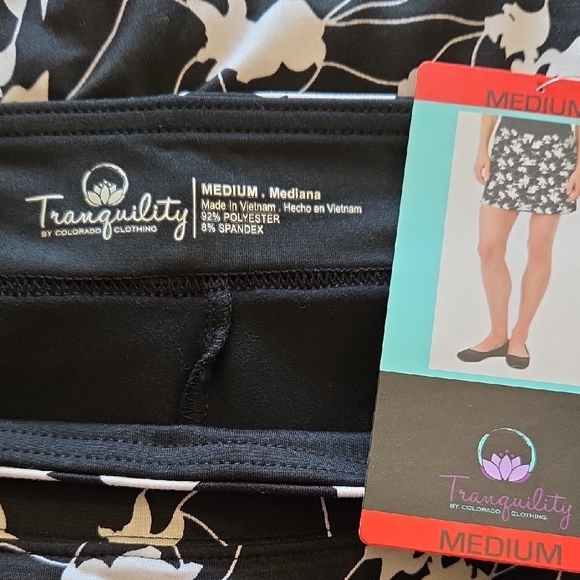 MEDIUM
Tranquility
BY COLORADO CLOTHING
MEDIUM . Mediana
Made In Vietnam . Hecho en Vietnam
92% POLYESTER
8% SPANDEX
Tranquility
BY COLORADO CLOTHING
MEDIUM